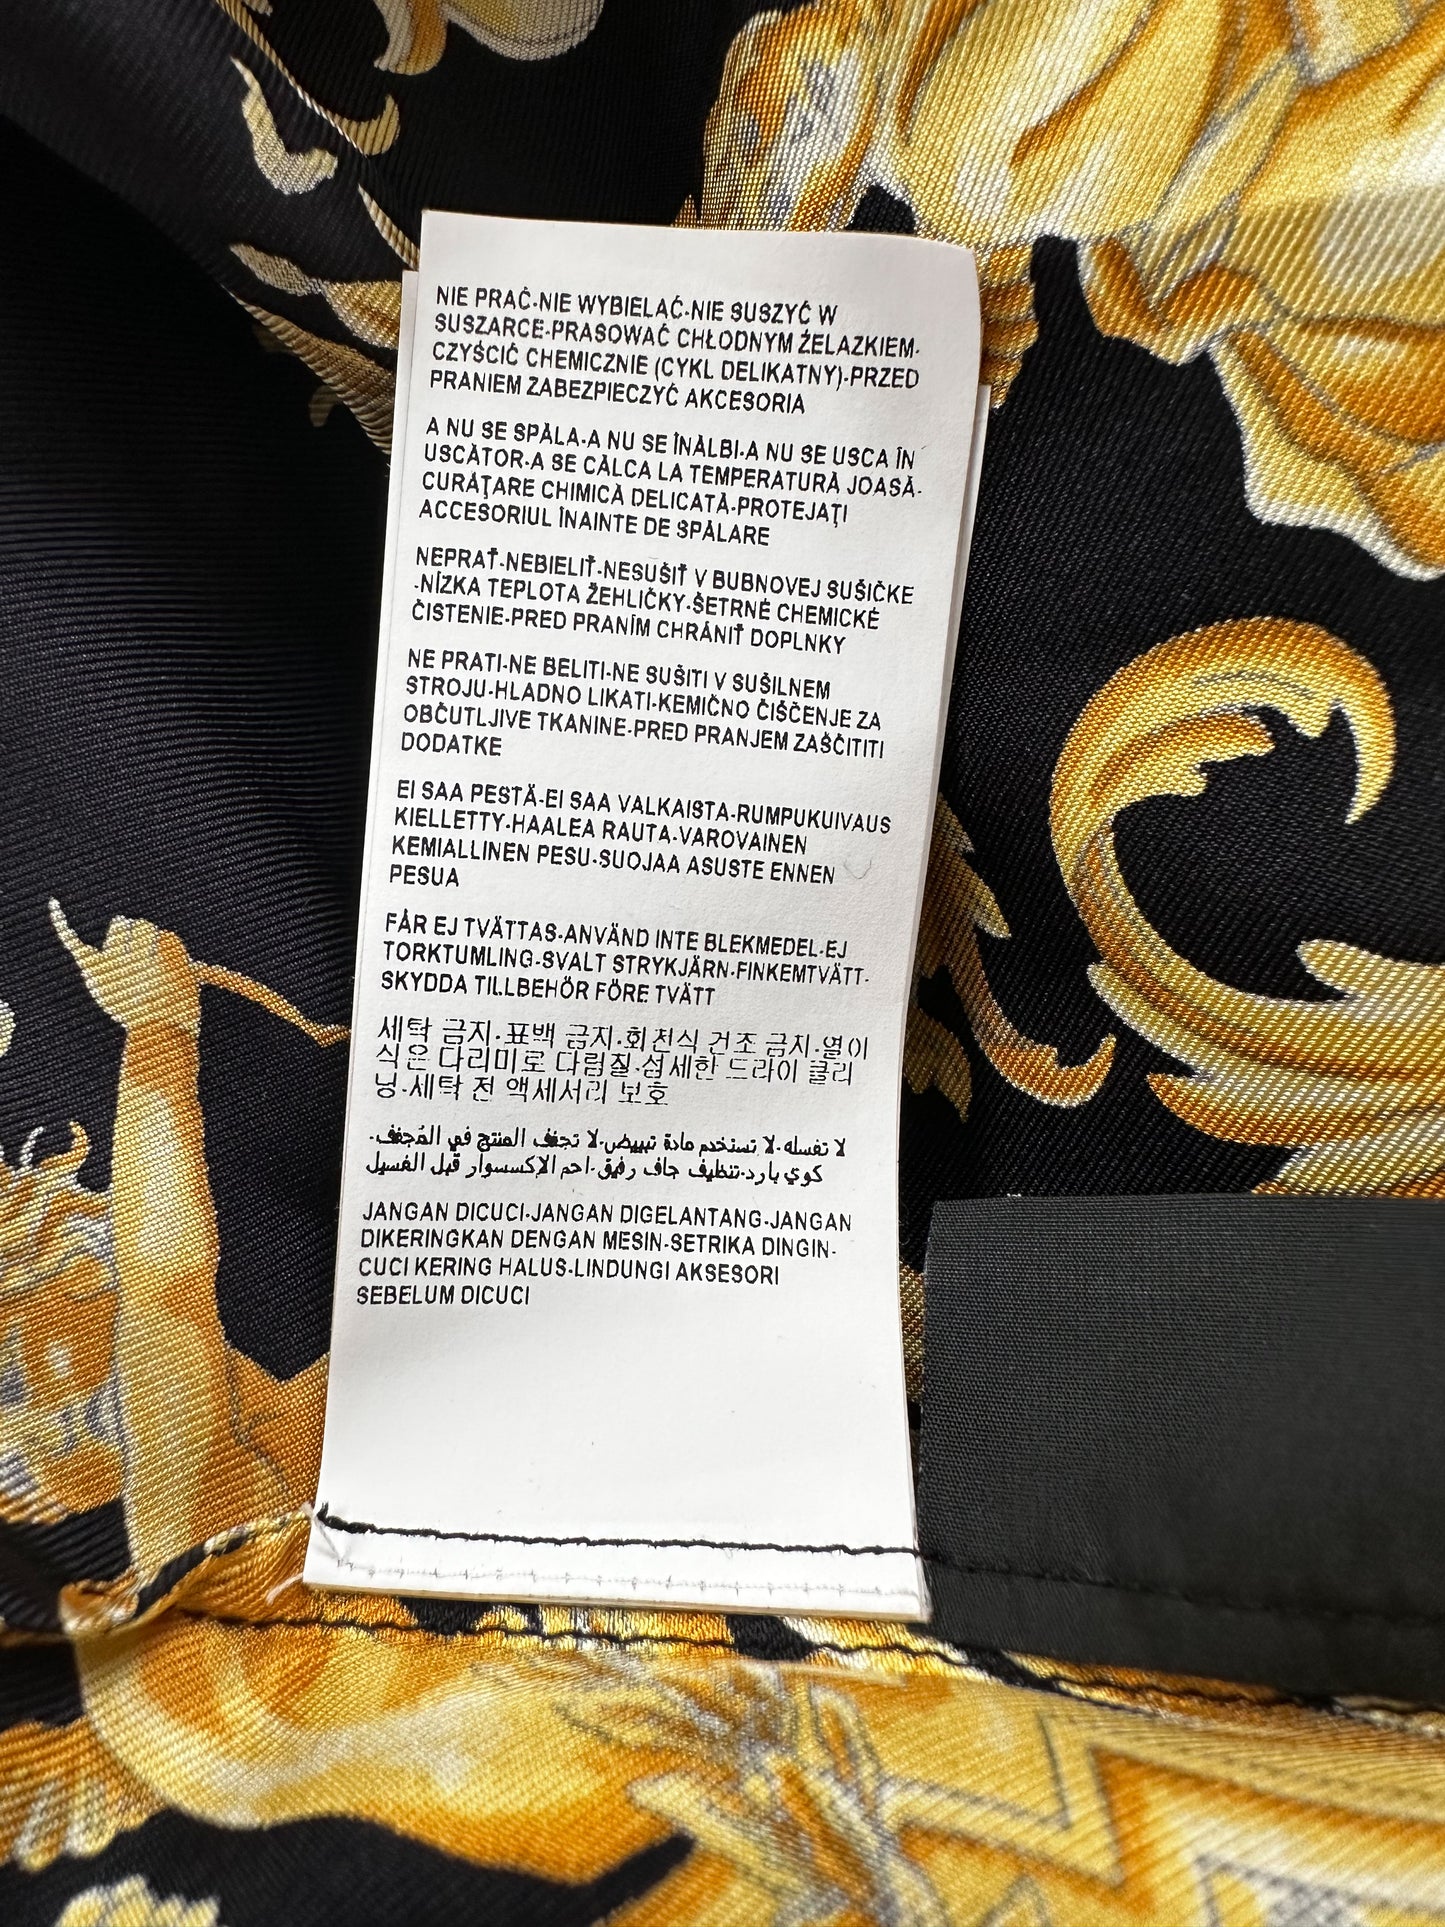 NIE PRAĆ-NIE WYBIELAĆ-NIE SUSZYĆ W
SUSZARCE-PRASOWAĆ CHŁODNYM ŻELAZKIEM-
CZYŚCIĆ CHEMICZNIE (CYKL DELIKATNY)-PRZED
PRANIEM ZABEZPIECZYĆ AKCESORIA
A NU SE SPĂLA-A NU SE ÎNĂLBI-A NU SE USCA ÎN
USCĂTOR-A SE CĂLCA LA TEMPERATURĂ JOASĂ-
CURĂŢARE CHIMICĂ DELICATĂ-PROTEJAŢI
ACCESORIUL ÎNAINTE DE SPĂLARE
NEPRAŤ-NEBIELIŤ-NESUŠIŤ V BUBNOVEJ SUŠIČKE
-NÍZKA TEPLOTA ŽEHLIČKY-ŠETRNÉ CHEMICKÉ
ČISTENIE-PRED PRANÍM CHRÁNIŤ DOPLNKY
NE PRATI-NE BELITI-NE SUŠITI V SUŠILNEM
STROJU-HLADNO LIKATI-KEMIČNO ČIŠČENJE ZA
OBČUTLJIVE TKANINE-PRED PRANJEM ZAŠČITITI
DODATKE
EI SAA PESTÄ-EI SAA VALKAISTA-RUMPUKUIVAUS
KIELLETTY-HAALEA RAUTA-VAROVAINEN
KEMIALLINEN PESU-SUOJAA ASUSTE ENNEN
PESUA
FÅR EJ TVÄTTAS-ANVÄND INTE BLEKMEDEL-EJ
TORKTUMLING-SVALT STRYKJÄRN-FINKEMTVÄTT-
SKYDDA TILLBEHÖR FÖRE TVÄTT
세탁 금지-표백 금지-회전식 건조 금지-열이
식은 다리미로 다림질-섬세한 드라이 클리
닝-세탁 전 액세서리 보호
لا تغسله-لا تستخدم مادة تبييض-لا تجفف المنتج في المُجفف-
كوي بارد-تنظيف جاف رفيق-احم الإكسسوار قبل الغسيل
JANGAN DICUCI-JANGAN DIGELANTANG-JANGAN
DIKERINGKAN DENGAN MESIN-SETRIKA DINGIN-
CUCI KERING HALUS-LINDUNGI AKSESORI
SEBELUM DICUCI